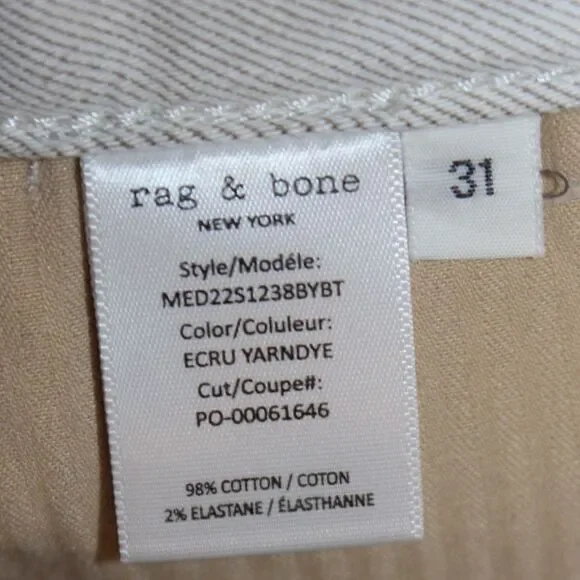 rag & bone
NEW YORK
Style/Modéle:
MED22S1238BYBT
Color/Coluleur:
ECRU YARNDYE
Cut/Coupe#:
PO-00061646
98% COTTON / COTON
2% ELASTANE / ÉLASTHANNE
31